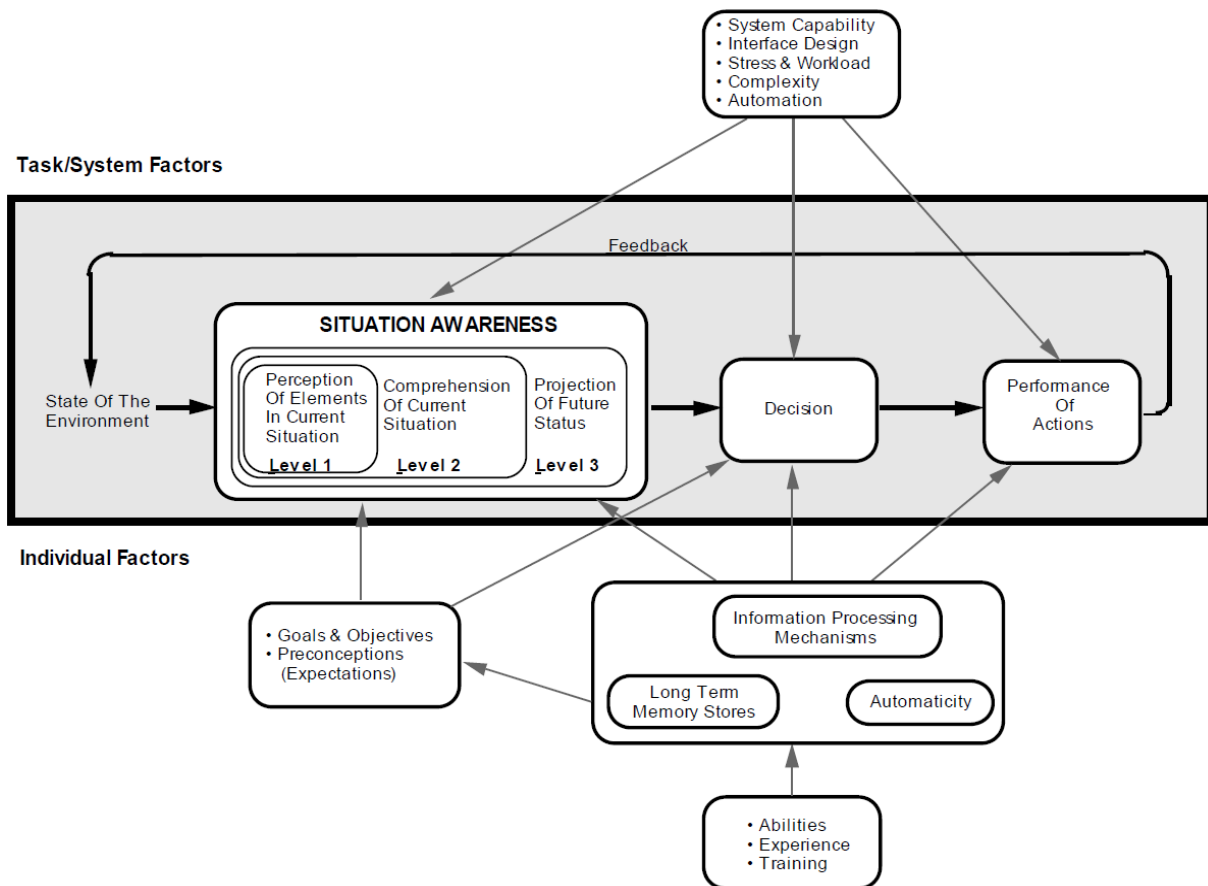 • System Capability
• Interface Design
• Stress & Workload
• Complexity
• Automation
Task/System Factors
Feedback
SITUATION AWARENESS
State Of The
Environment
Perception
Of Elements
In Current
Situation
Level 1
Comprehension
Of Current
Situation
Level 2
Projection
Of Future
Status
Level 3
Decision
Performance
Of
Actions
Individual Factors
• Goals & Objectives
• Preconceptions
(Expectations)
Information Processing
Mechanisms
Long Term
Memory Stores
Automaticity
• Abilities
• Experience
• Training